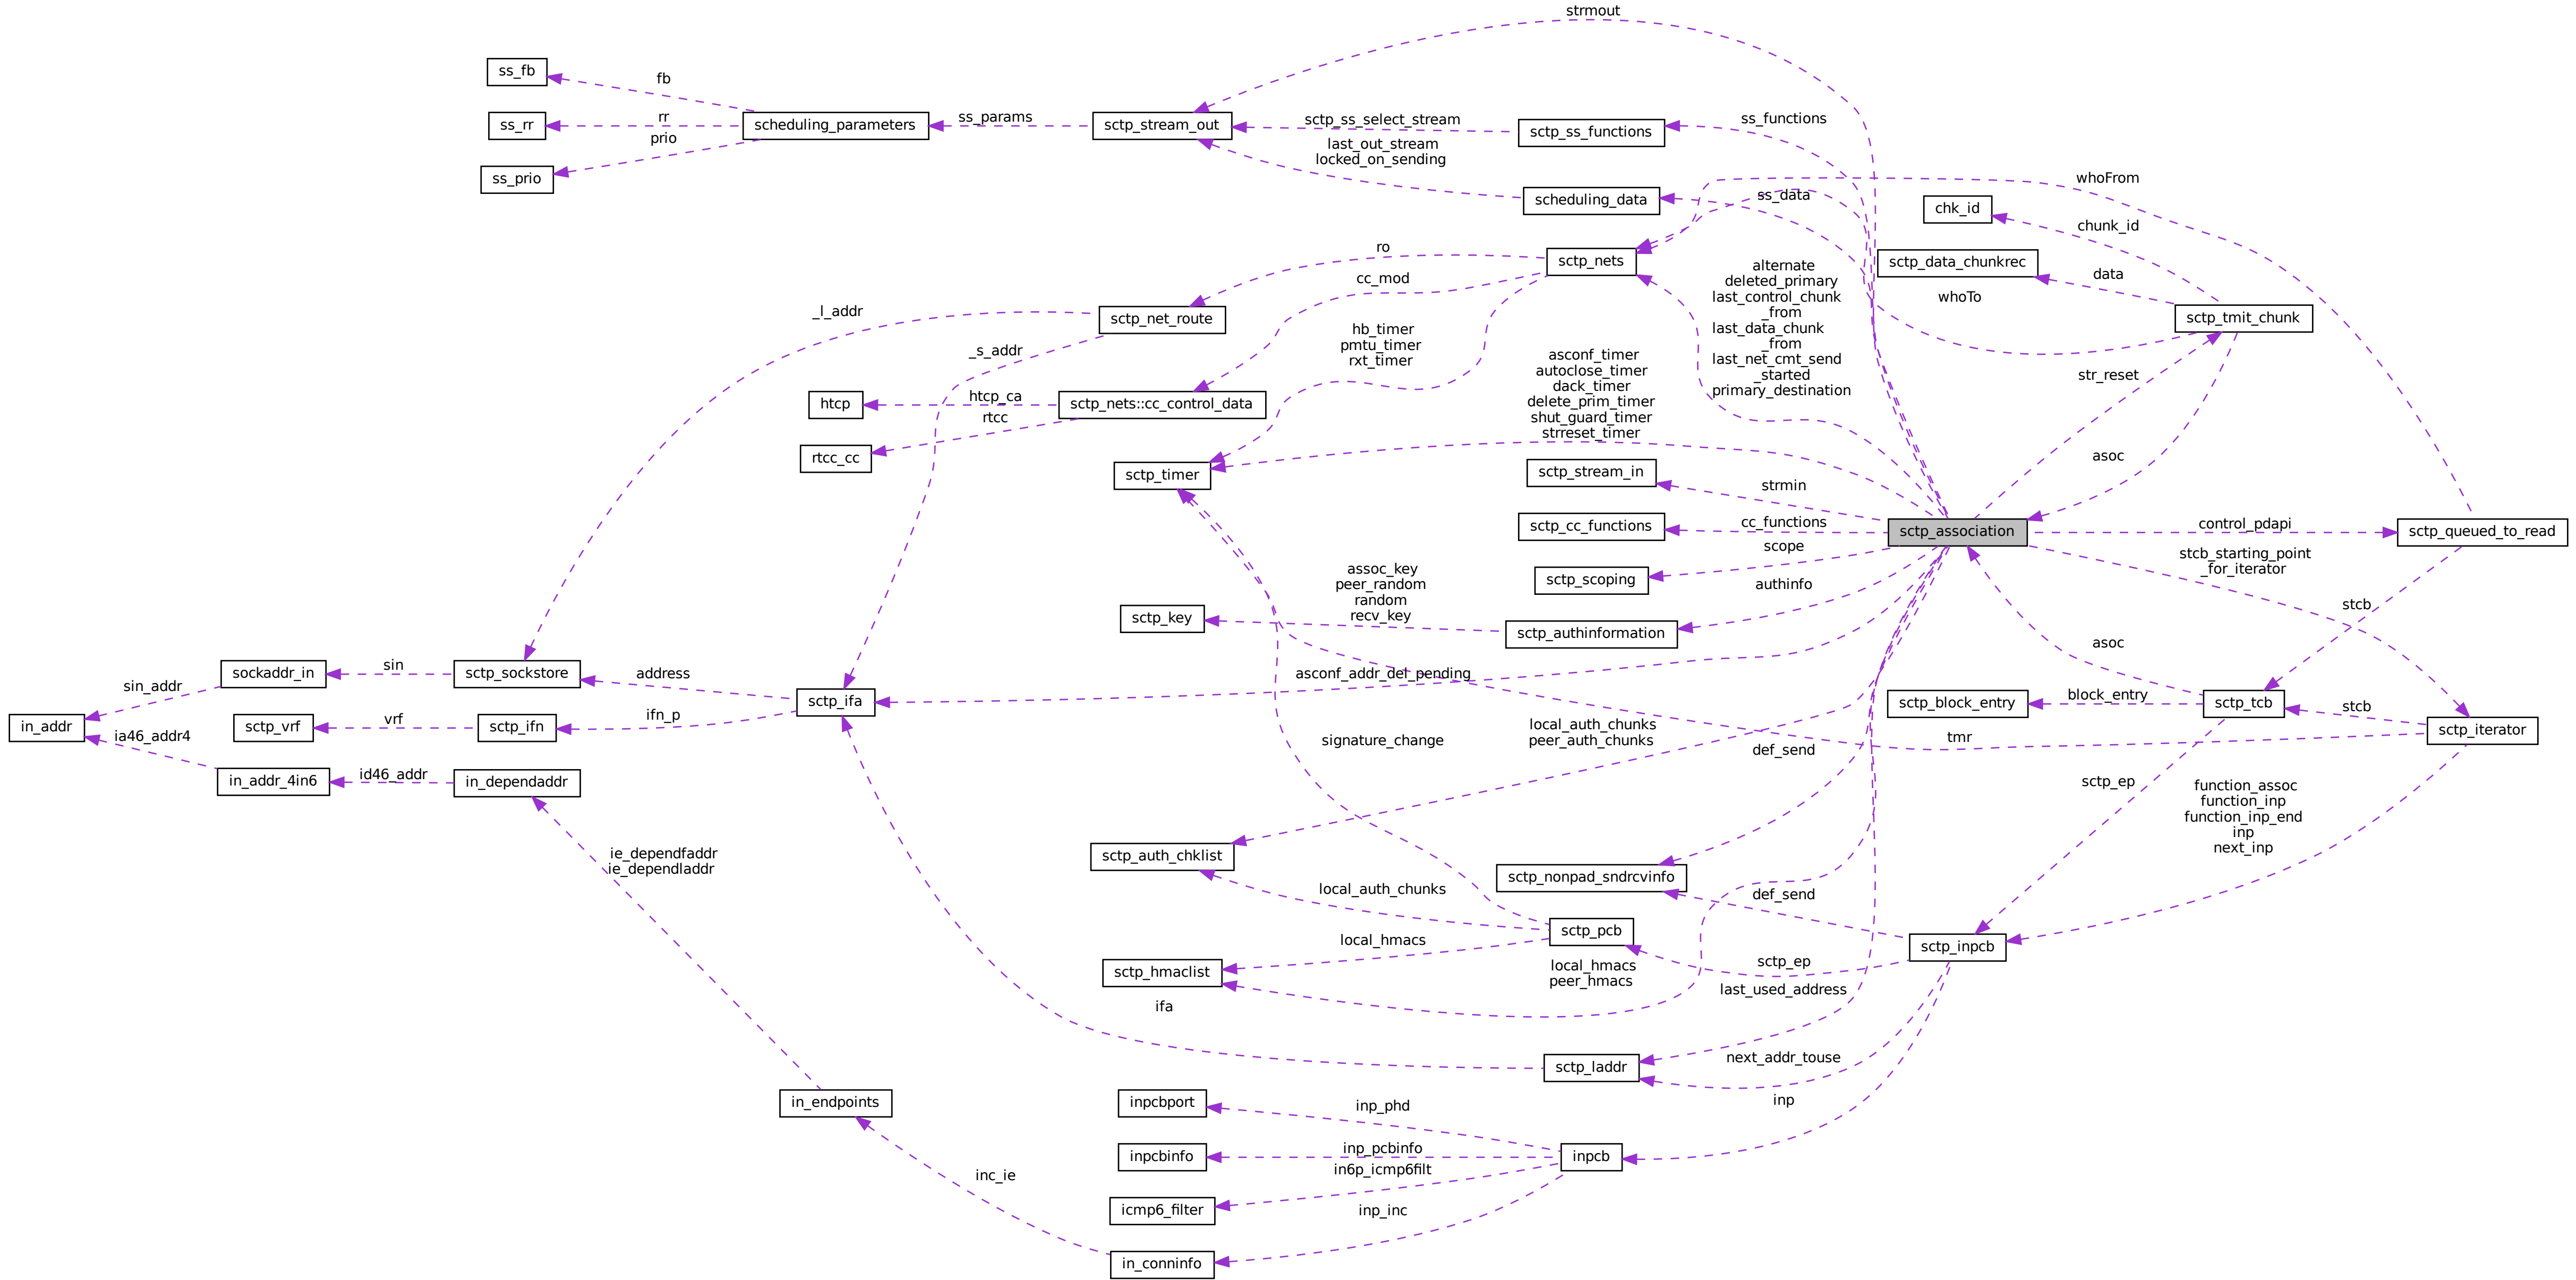 strmout
ss_fb
fb
ss_rr
rr
scheduling_parameters
ss_params
sctp_stream_out
sctp_ss_select_stream
sctp_ss_functions
ss_functions
prio
ss_prio
last_out_stream
locked_on_sending
scheduling_data
ss_data
whoFrom
chk_id
chunk_id
ro
sctp_nets
sctp_data_chunkrec
data
cc_mod
alternate
deleted_primary
last_control_chunk
_from
last_data_chunk
_from
last_net_cmt_send
_started
primary_destination
whoTo
_l_addr
sctp_net_route
sctp_tmit_chunk
hb_timer
pmtu_timer
rxt_timer
_s_addr
asconf_timer
autoclose_timer
dack_timer
delete_prim_timer
shut_guard_timer
strreset_timer
str_reset
htcp
htcp_ca
sctp_nets::cc_control_data
rtcc
rtcc_cc
sctp_timer
sctp_stream_in
strmin
asoc
sctp_cc_functions
cc_functions
sctp_association
control_pdapi
sctp_queued_to_read
scope
sctp_scoping
stcb_starting_point
_for_iterator
assoc_key
peer_random
random
recv_key
authinfo
sctp_key
sctp_authinformation
stcb
asoc
sockaddr_in
sin
sctp_sockstore
address
asconf_addr_del_pending
sin_addr
sctp_ifa
sctp_block_entry
block_entry
sctp_tcb
stcb
in_addr
sctp_vrf
vrf
sctp_ifn
ifn_p
sctp_iterator
ia46_addr4
signature_change
local_auth_chunks
peer_auth_chunks
def_send
tmr
in_addr_4in6
id46_addr
in_dependaddr
sctp_ep
function_assoc
function_inp
function_inp_end
inp
next_inp
ie_dependfaddr
ie_dependladdr
sctp_auth_chklist
sctp_nonpad_sndrcvinfo
local_auth_chunks
def_send
sctp_pcb
local_hmacs
sctp_inpcb
sctp_hmaclist
local_hmacs
peer_hmacs
sctp_ep
last_used_address
ifa
sctp_laddr
next_addr_touse
in_endpoints
inpcbport
inp_phd
inp
inpcbinfo
inp_pcbinfo
inpcb
in6p_icmp6filt
inc_ie
icmp6_filter
inp_inc
in_conninfo